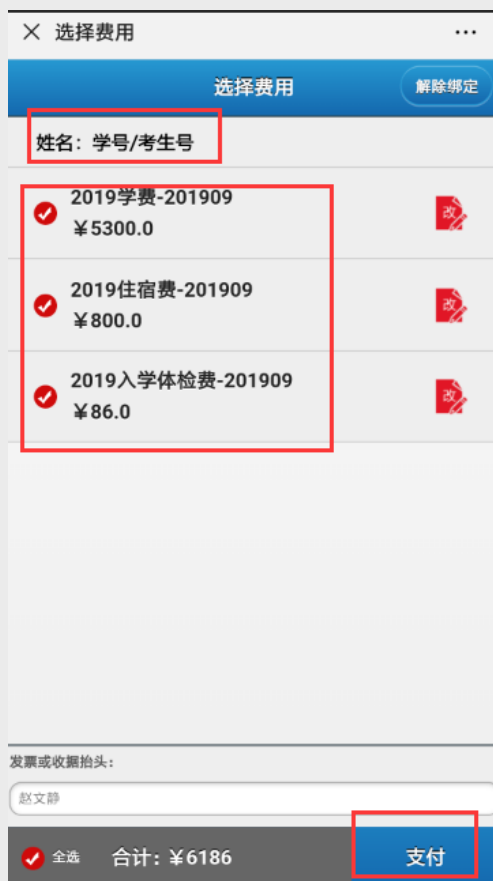 选择费用
选择费用
解除绑定
姓名：学号/考生号
2019学费-201909
￥5300.0
改
2019住宿费-201909
￥800.0
改
2019入学体检费-201909
￥86.0
改
发票或收据抬头：
赵文静
全选 合计：￥6186 支付